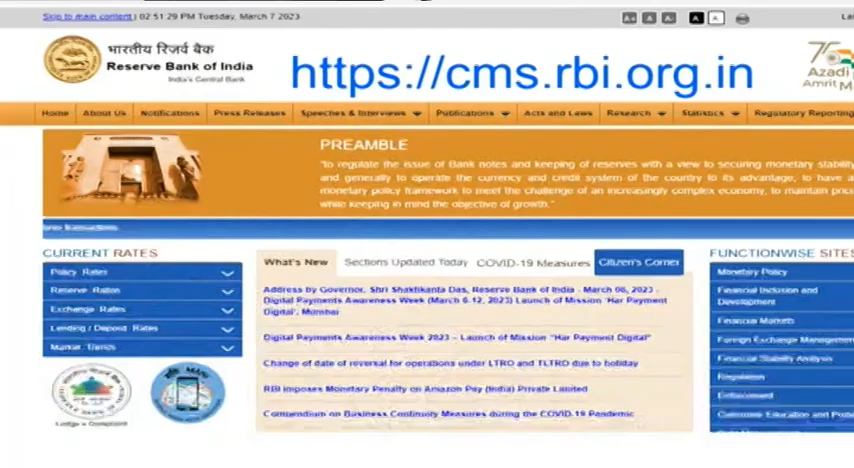 Skip to main content | 02:51:29 PM Tuesday, March 7 2023
A+ A A-
A A
भारतीय रिज़र्व बैंक
Reserve Bank of India
India's Central Bank
https://cms.rbi.org.in
75
Azadi
Amrit M
Home About Us Notifications Press Releases Speeches & Interviews Publications Acts and Laws Research Statistics Regulatory Reporting
PREAMBLE
"to regulate the issue of Bank notes and keeping of reserves with a view to securing monetary stability
and generally to operate the currency and credit system of the country to its advantage; to have a
monetary policy framework to meet the challenge of an increasingly complex economy, to maintain price
while keeping in mind the objective of growth."
CURRENT RATES
Policy Rates
Reserve Ratios
Exchange Rates
Lending / Deposit Rates
Market Trends
Lodge a Complaint
MANI
What's New Sections Updated Today COVID-19 Measures Citizen's Corner
Address by Governor, Shri Shaktikanta Das, Reserve Bank of India - March 06, 2023 -
Digital Payments Awareness Week (March 6-12, 2023) Launch of Mission 'Har Payment
Digital', Mumbai
Digital Payments Awareness Week 2023 – Launch of Mission "Har Payment Digital"
Change of date of reversal for operations under LTRO and TLTRO due to holiday
RBI imposes Monetary Penalty on Amazon Pay (India) Private Limited
Compendium on Business Continuity Measures during the COVID-19 Pandemic
FUNCTIONWISE SITES
Monetary Policy
Financial Inclusion and
Development
Financial Markets
Foreign Exchange Management
Financial Stability Analysis
Regulation
Enforcement
Consumer Education and